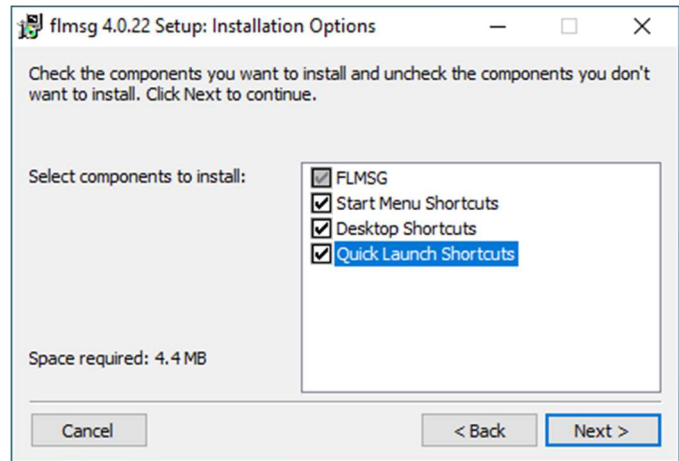 flmsg 4.0.22 Setup: Installation Options
Check the components you want to install and uncheck the components you don't
want to install. Click Next to continue.
Select components to install:
FLMSG
Start Menu Shortcuts
Desktop Shortcuts
Quick Launch Shortcuts
Space required: 4.4 MB
Cancel
< Back
Next >